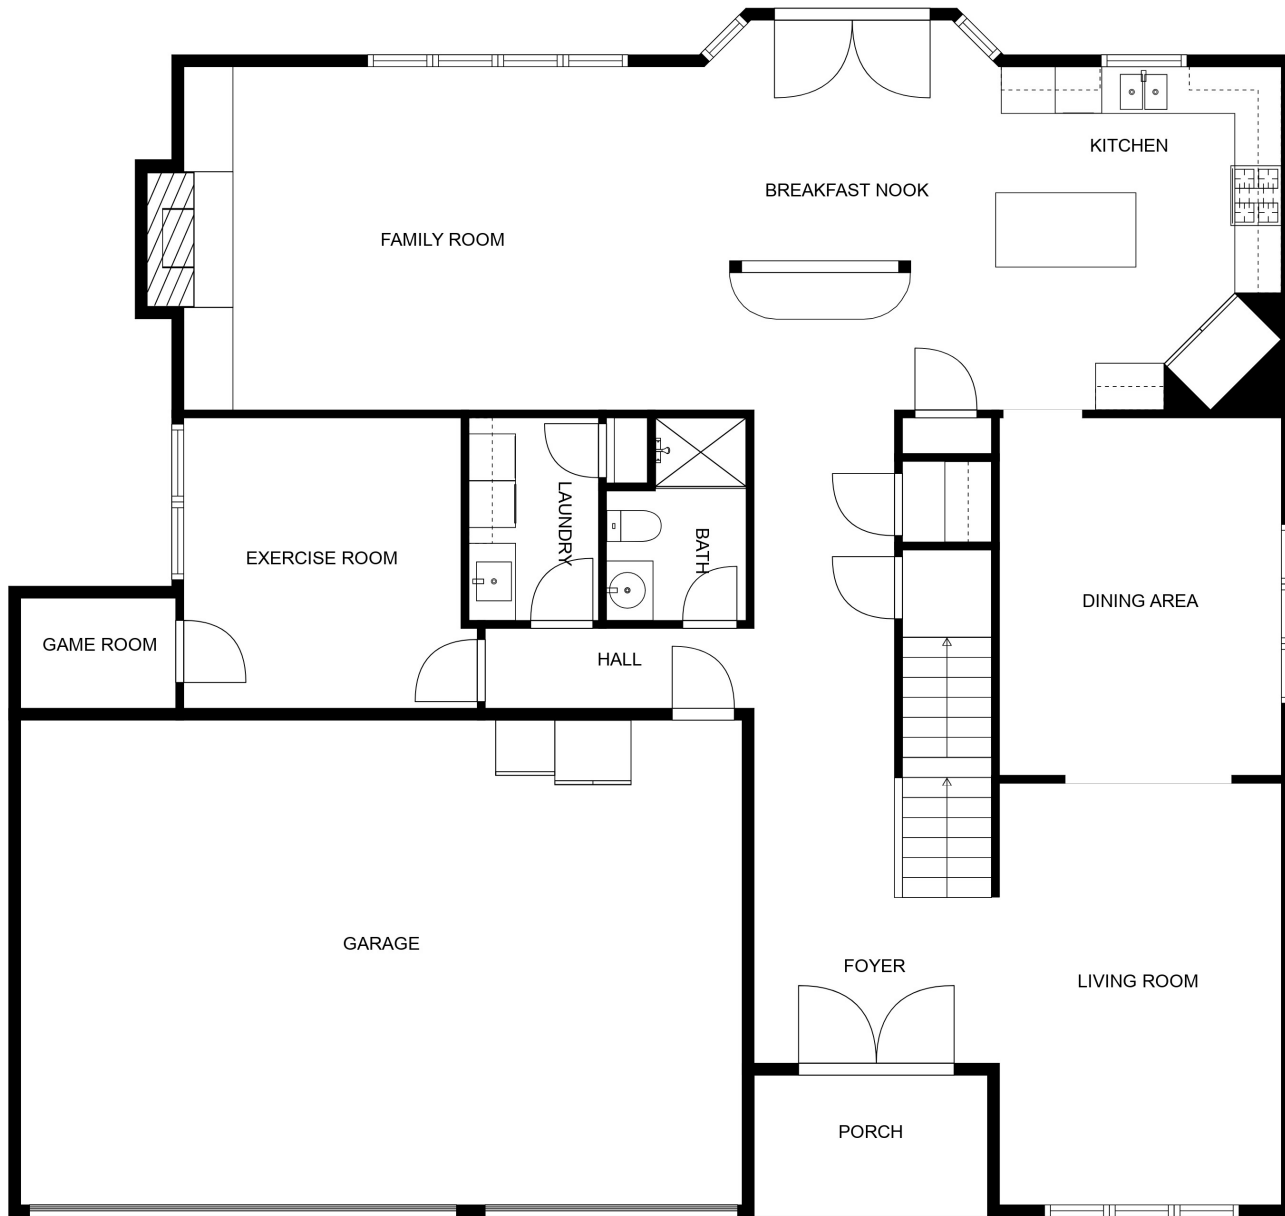 KITCHEN
BREAKFAST NOOK
FAMILY ROOM
LAUNDRY
BATH
EXERCISE ROOM
DINING AREA
GAME ROOM
HALL
GARAGE
FOYER
LIVING ROOM
PORCH